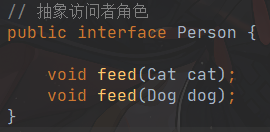 // 抽象访问者角色
public interface Person {
void feed(Cat cat);
void feed(Dog dog);
}